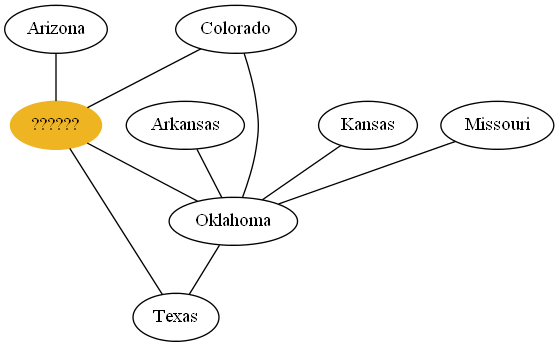 Arizona
Colorado
??????
Arkansas
Kansas
Missouri
Oklahoma
Texas